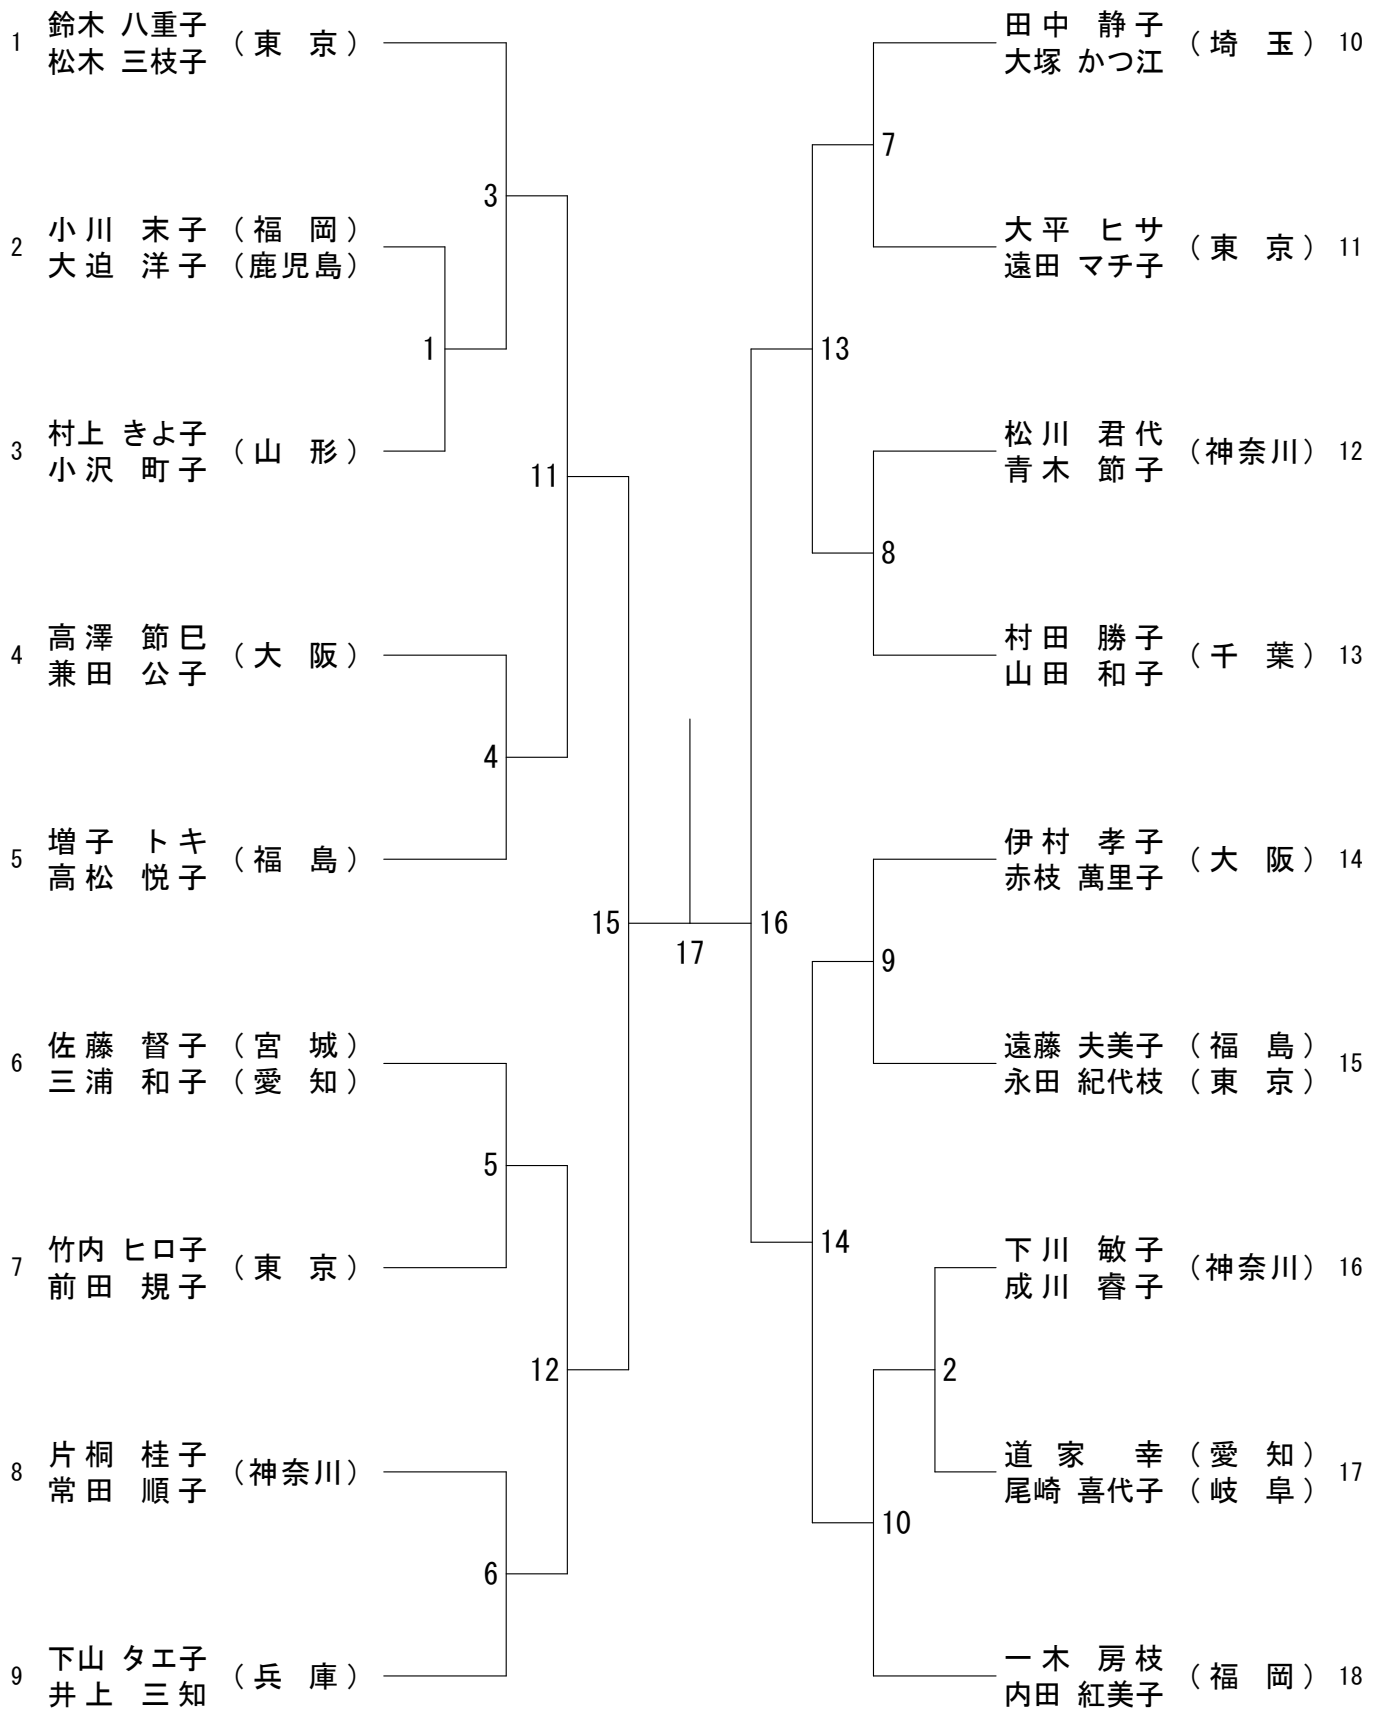 1 鈴木 八重子 (東 京)
松木 三枝子
2 小川 末子 (福 岡)
大迫 洋子 (鹿児島)
3 村上 きよ子 (山 形)
小沢 町子
4 高澤 節巳 (大 阪)
兼田 公子
5 増子 トキ (福 島)
高松 悦子
6 佐藤 督子 (宮 城)
三浦 和子 (愛 知)
7 竹内 ヒロ子 (東 京)
前田 規子
8 片桐 桂子 (神奈川)
常田 順子
9 下山 タエ子 (兵 庫)
井上 三知
3
1
11
4
15
5
12
6
17
7
13
8
16
9
14
2
10
田中 静子 (埼 玉) 10
大塚 かつ江
大平 ヒサ (東 京) 11
遠田 マチ子
松川 君代 (神奈川) 12
青木 節子
村田 勝子 (千 葉) 13
山田 和子
伊村 孝子 (大 阪) 14
赤枝 萬里子
遠藤 夫美子 (福 島) 15
永田 紀代枝 (東 京)
下川 敏子 (神奈川) 16
成川 睿子
道家 幸 (愛 知) 17
尾崎 喜代子 (岐 阜)
一木 房枝 (福 岡) 18
内田 紅美子